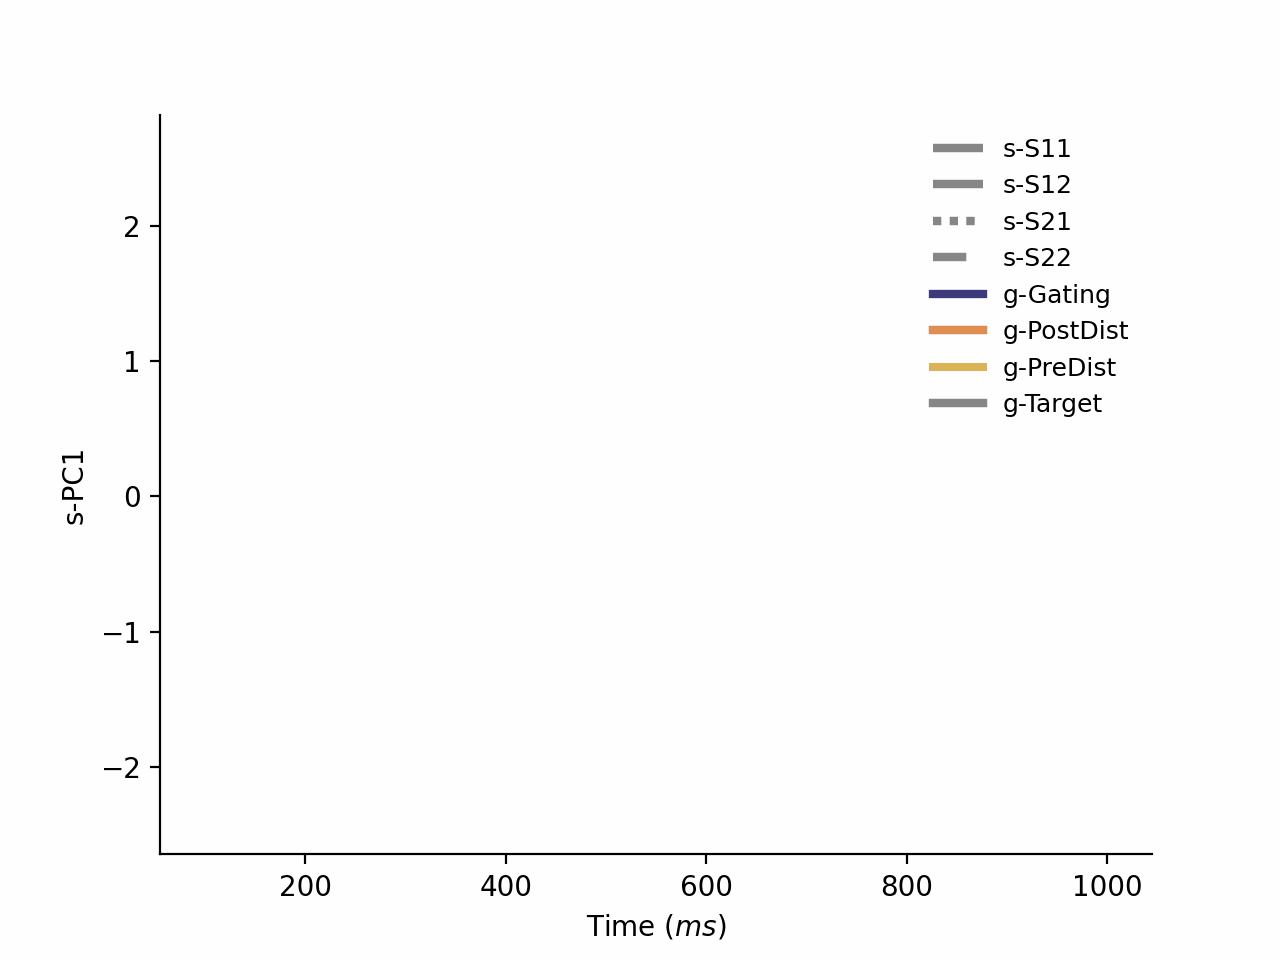 s-S11
s-S12
s-S21
s-S22
g-Gating
g-PostDist
g-PreDist
g-Target
2
1
0
−1
−2
s-PC1
200 400 600 800 1000
Time (ms)